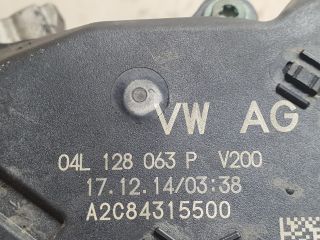 VW AG
04L 128 063 P V200
17.12.14/03:38
A2C84315500